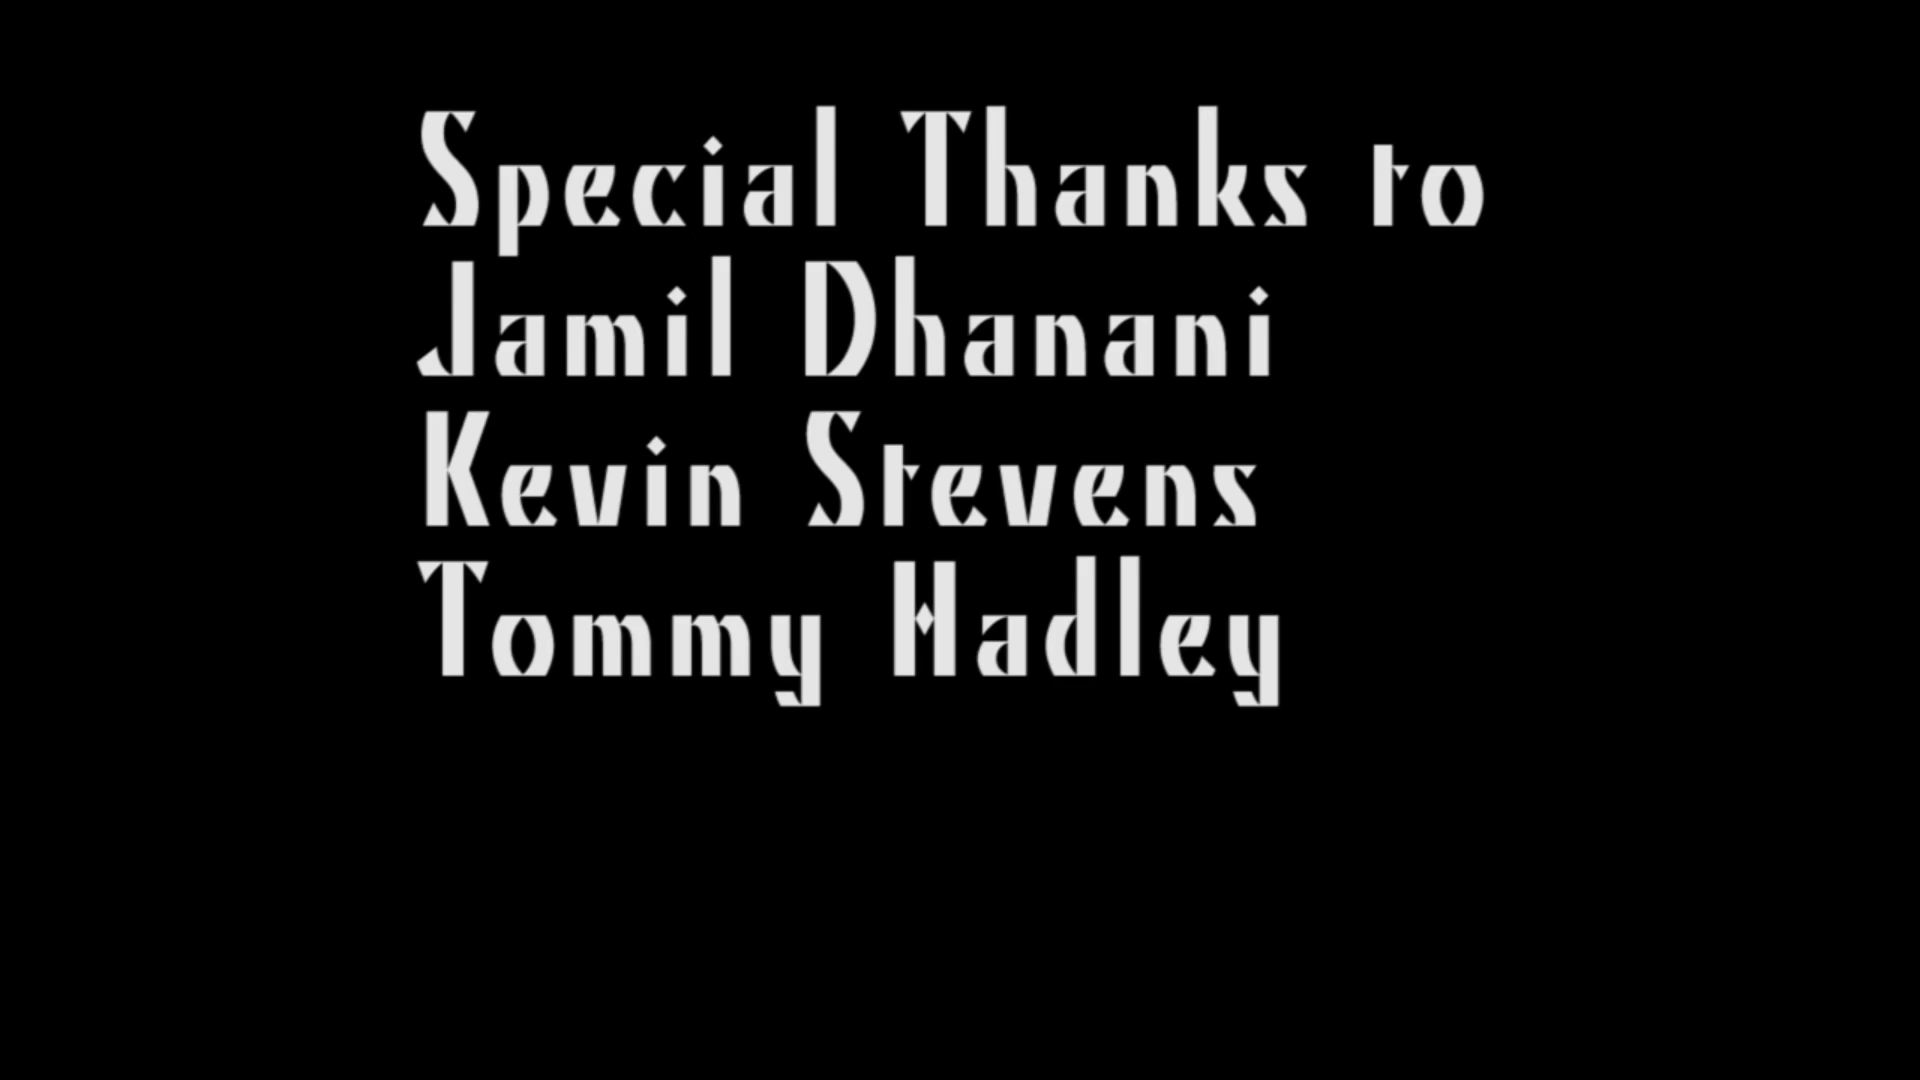 Special Thanks to
Jamil Dhanani
Kevin Stevens
Tommy Hadley